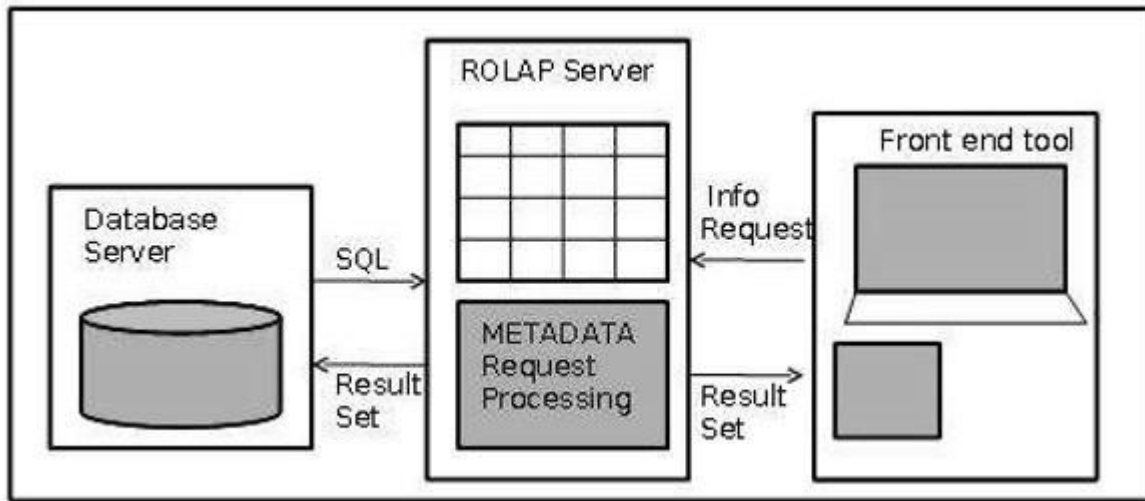 ROLAP Server
Front end tool
Database
Server
SQL
Info
Request
METADATA
Request
Processing
Result
Set
Result
Set